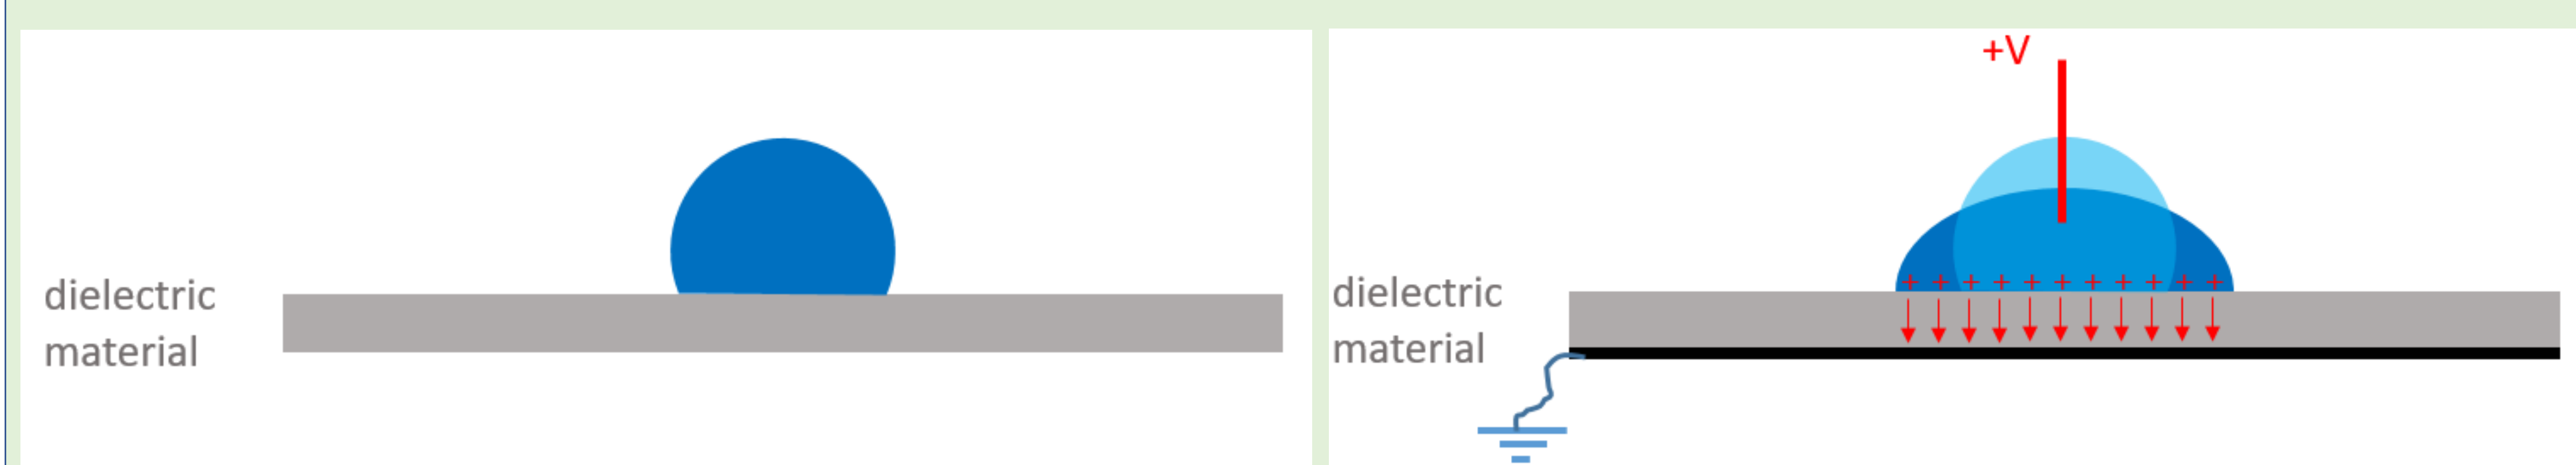 dielectric
material
+V
dielectric
material
+ + + + + + + + + + +